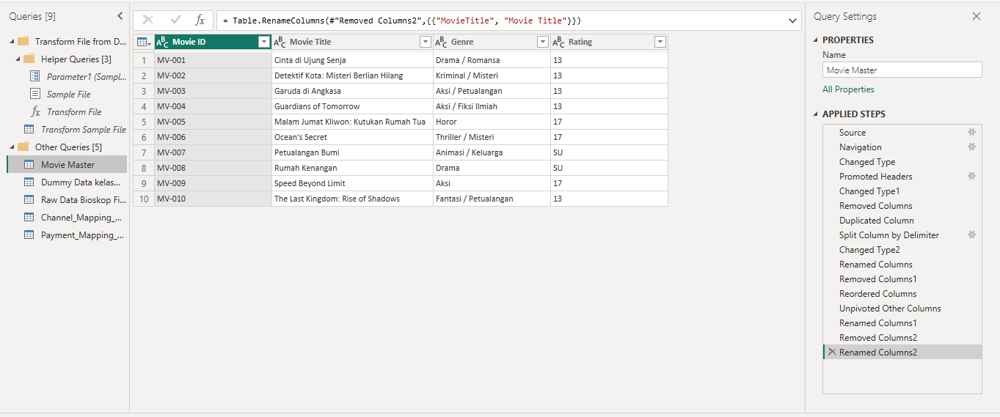 Queries [9]
Transform File from D...
Helper Queries [3]
Parameter1 (Sampl...
Sample File
fx Transform File
Transform Sample File
Other Queries [5]
Movie Master
Dummy Data kelas...
Raw Data Bioskop Fi...
Channel_Mapping_...
Payment_Mapping_...
fx = Table.RenameColumns(#"Removed Columns2",{{"MovieTitle", "Movie Title"}})
ABC Movie ID ABC Movie Title ABC Genre ABC Rating
1 MV-001 Cinta di Ujung Senja Drama / Romansa 13
2 MV-002 Detektif Kota: Misteri Berlian Hilang Kriminal / Misteri 13
3 MV-003 Garuda di Angkasa Aksi / Petualangan 13
4 MV-004 Guardians of Tomorrow Aksi / Fiksi Ilmiah 13
5 MV-005 Malam Jumat Kliwon: Kutukan Rumah Tua Horor 17
6 MV-006 Ocean's Secret Thriller / Misteri 17
7 MV-007 Petualangan Bumi Animasi / Keluarga SU
8 MV-008 Rumah Kenangan Drama SU
9 MV-009 Speed Beyond Limit Aksi 17
10 MV-010 The Last Kingdom: Rise of Shadows Fantasi / Petualangan 13
Query Settings
PROPERTIES
Name
Movie Master
All Properties
APPLIED STEPS
Source
Navigation
Changed Type
Promoted Headers
Changed Type1
Removed Columns
Duplicated Column
Split Column by Delimiter
Changed Type2
Renamed Columns
Removed Columns1
Reordered Columns
Unpivoted Other Columns
Renamed Columns1
Removed Columns2
Renamed Columns2